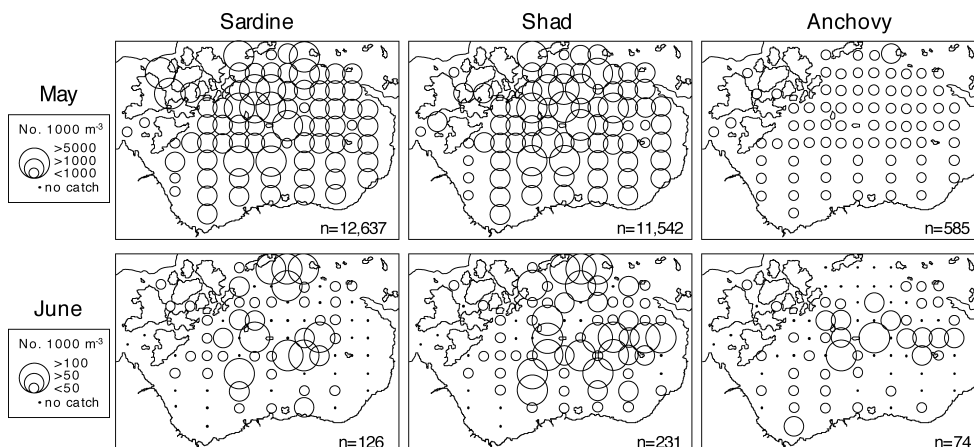 Sardine
Shad
Anchovy
May
No. 1000 m⁻³
>5000
>1000
<1000
• no catch
n=12,637
n=11,542
n=585
June
No. 1000 m⁻³
>100
>50
<50
• no catch
n=126
n=231
n=74